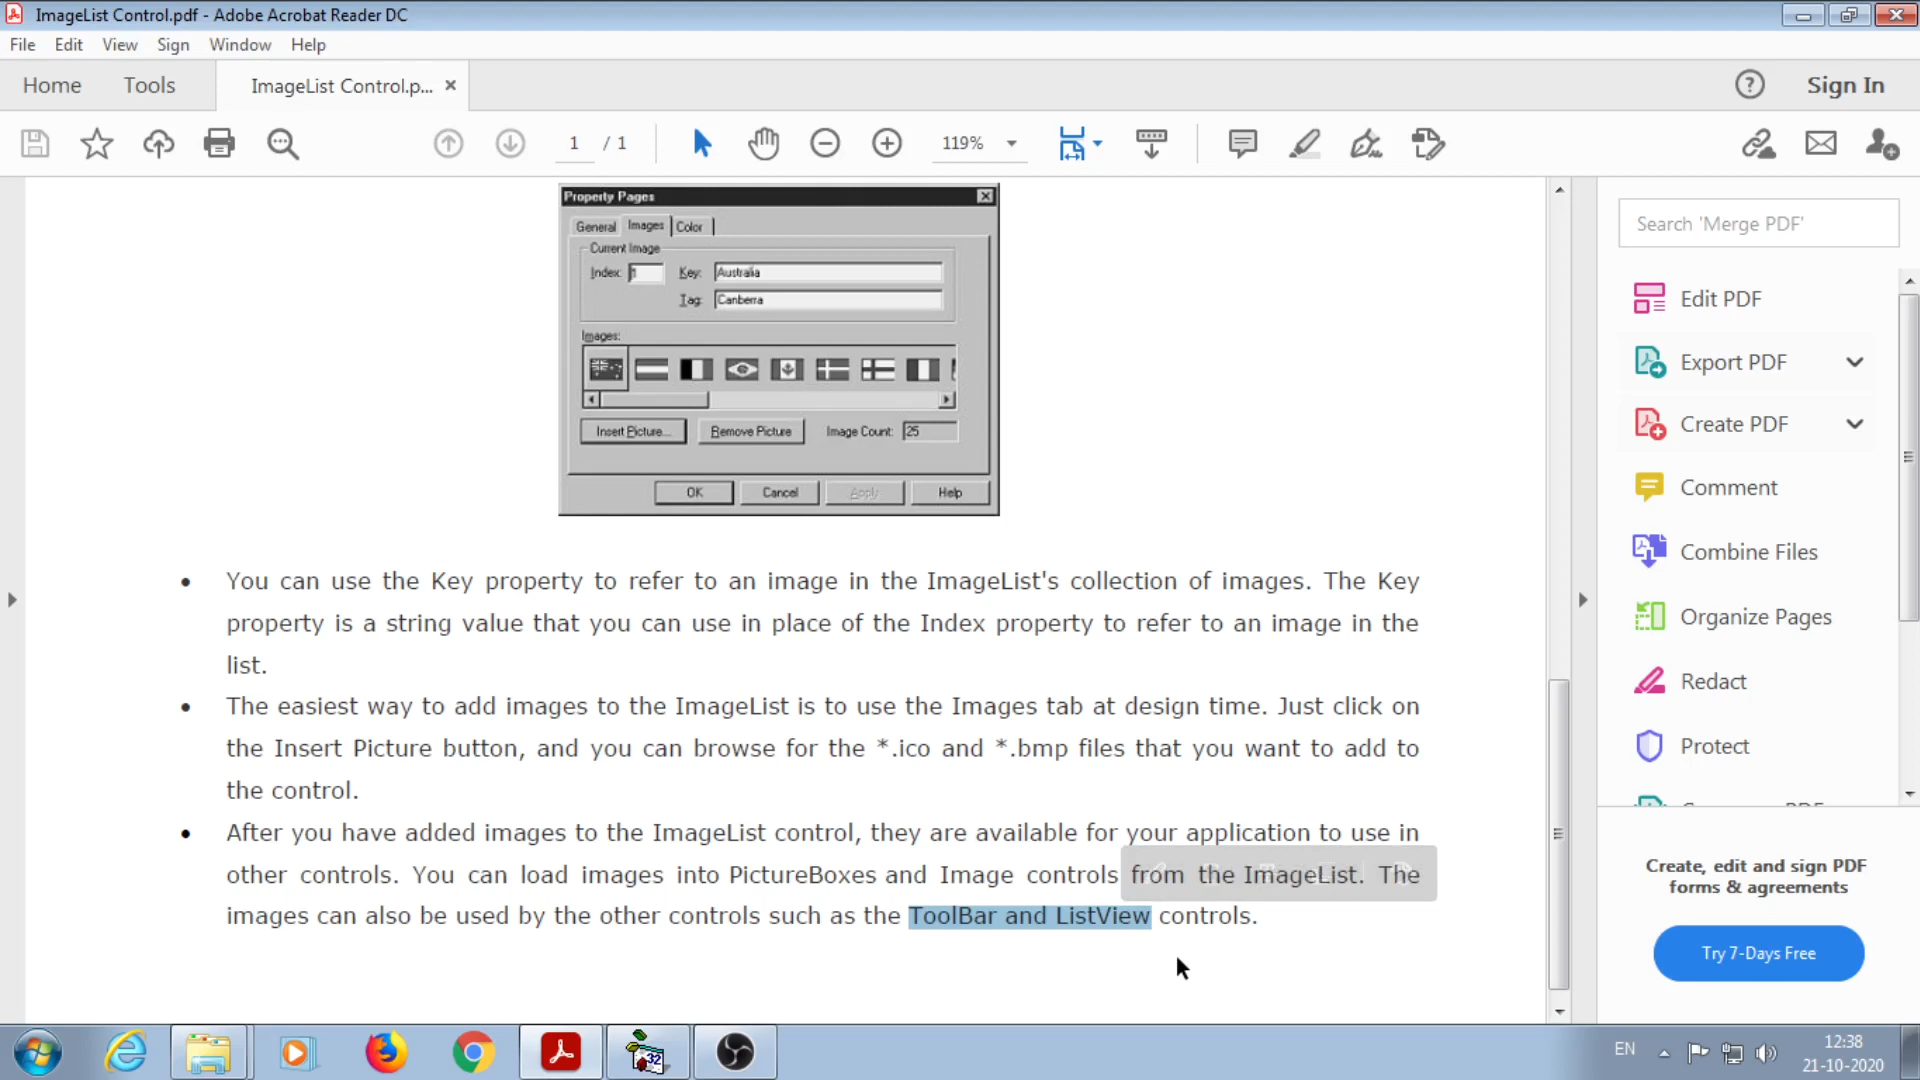 ImageList Control.pdf - Adobe Acrobat Reader DC
File Edit View Sign Window Help
Home Tools ImageList Control.p... ×
Sign In
1 / 1 119%
Property Pages
General Images Color
Current Image
Index: 1 Key: Australia
Tag: Canberra
Images:
Insert Picture... Remove Picture Image Count: 25
OK Cancel Apply Help
• You can use the Key property to refer to an image in the ImageList's collection of images. The Key
property is a string value that you can use in place of the Index property to refer to an image in the
list.
• The easiest way to add images to the ImageList is to use the Images tab at design time. Just click on
the Insert Picture button, and you can browse for the *.ico and *.bmp files that you want to add to
the control.
• After you have added images to the ImageList control, they are available for your application to use in
other controls. You can load images into PictureBoxes and Image controls from the ImageList. The
images can also be used by the other controls such as the ToolBar and ListView controls.
Search 'Merge PDF'
Edit PDF
Export PDF
Create PDF
Comment
Combine Files
Organize Pages
Redact
Protect
Create, edit and sign PDF
forms & agreements
Try 7-Days Free
EN
12:38
21-10-2020